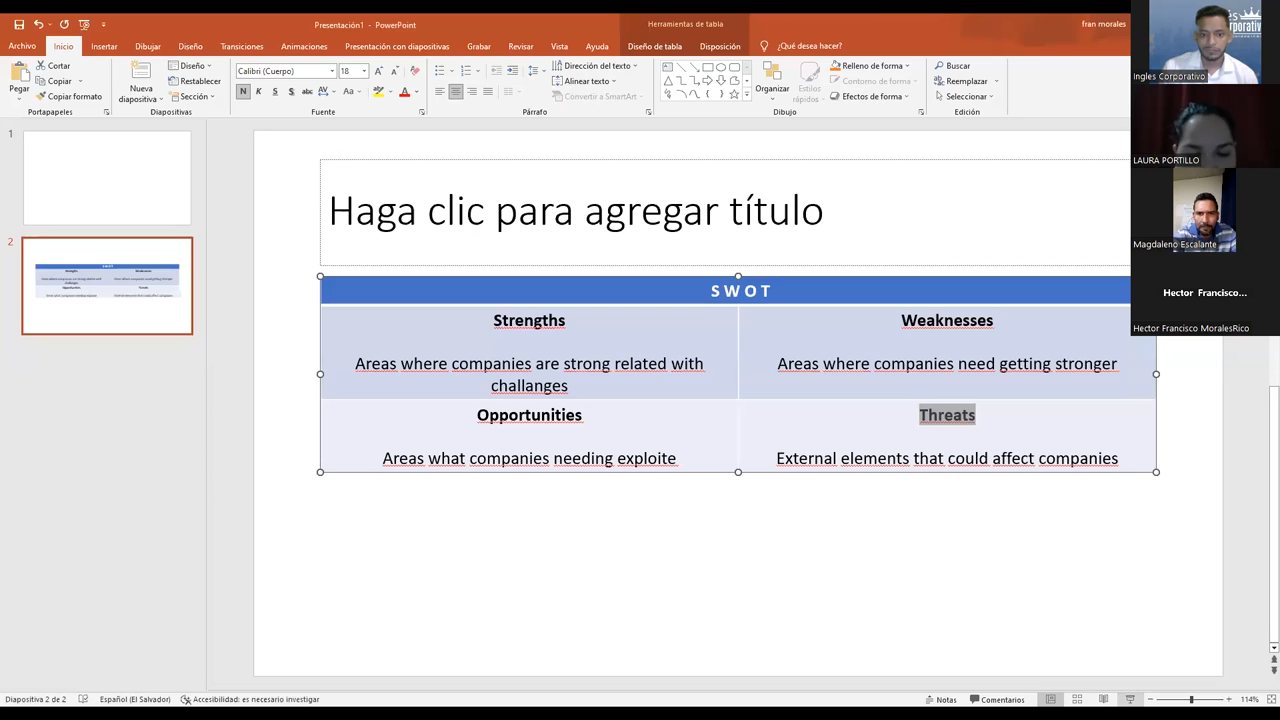 Presentación1 - PowerPoint
Herramientas de tabla
fran morales
Archivo Inicio Insertar Dibujar Diseño Transiciones Animaciones Presentación con diapositivas Grabar Revisar Vista Ayuda Diseño de tabla Disposición ¿Qué desea hacer?
Pegar
Cortar
Copiar
Copiar formato
Portapapeles
Nueva diapositiva
Diseño
Restablecer
Sección
Diapositivas
Calibri (Cuerpo) 18
N K S S abc AV Aa A
Fuente
Dirección del texto
Alinear texto
Convertir a SmartArt
Párrafo
Organizar
Estilos rápidos
Relleno de forma
Contorno de forma
Efectos de forma
Dibujo
Buscar
Reemplazar
Seleccionar
Edición
Ingles Corporativo
LAURA PORTILLO
Magdaleno Escalante
Hector Francisco...
Hector Francisco MoralesRico
1
2
Haga clic para agregar título
S W O T
Strengths
Areas where companies are strong related with
challanges
Weaknesses
Areas where companies need getting stronger
Opportunities
Areas what companies needing exploite
Threats
External elements that could affect companies
Diapositiva 2 de 2 Español (El Salvador) Accesibilidad: es necesario investigar Notas Comentarios 114%